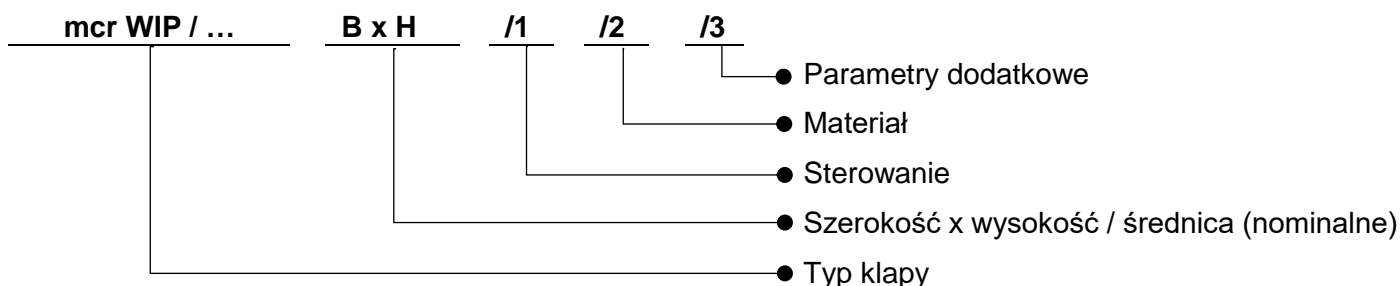 mcr WIP / … B x H /1 /2 /3
Parametry dodatkowe
Materiał
Sterowanie
Szerokość x wysokość / średnica (nominalne)
Typ klapy